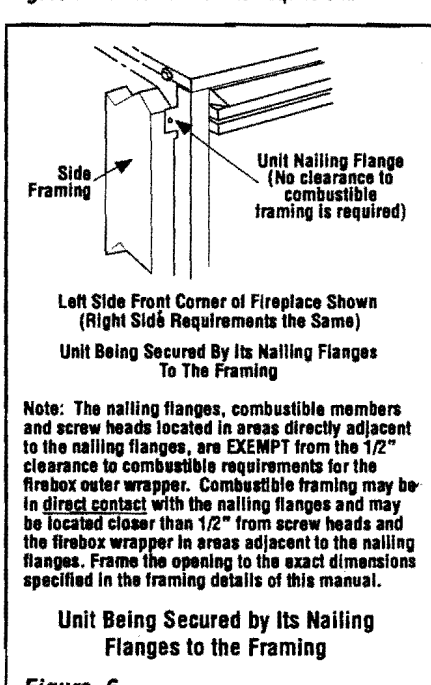 Side
Framing
Unit Nailing Flange
(No clearance to
combustible
framing is required)
Left Side Front Corner of Fireplace Shown
(Right Side Requirements the Same)
Unit Being Secured By Its Nailing Flanges
To The Framing
Note: The nailing flanges, combustible members
and screw heads located in areas directly adjacent
to the nailing flanges, are EXEMPT from the 1/2"
clearance to combustible requirements for the
firebox outer wrapper. Combustible framing may be
in direct contact with the nailing flanges and may
be located closer than 1/2" from screw heads and
the firebox wrapper in areas adjacent to the nailing
flanges. Frame the opening to the exact dimensions
specified in the framing details of this manual.
Unit Being Secured by Its Nailing
Flanges to the Framing